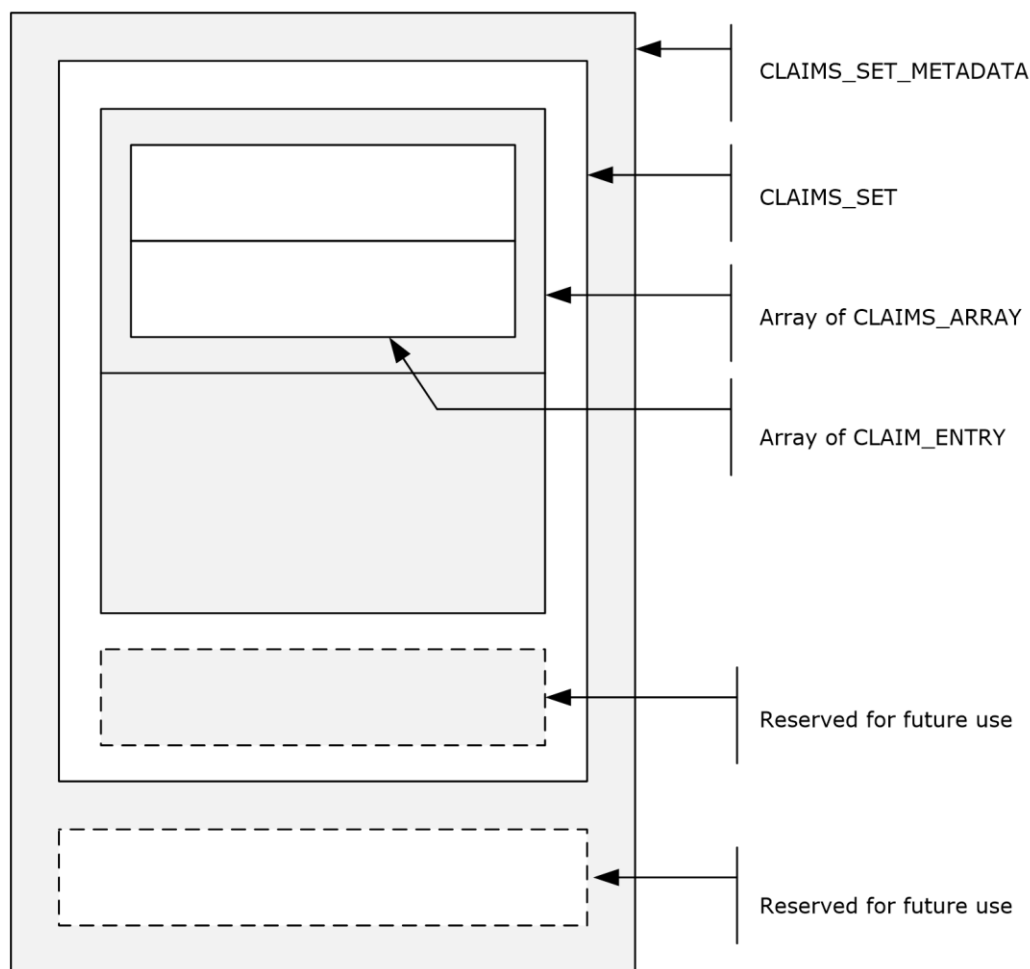 CLAIMS_SET_METADATA
CLAIMS_SET
Array of CLAIMS_ARRAY
Array of CLAIM_ENTRY
Reserved for future use
Reserved for future use